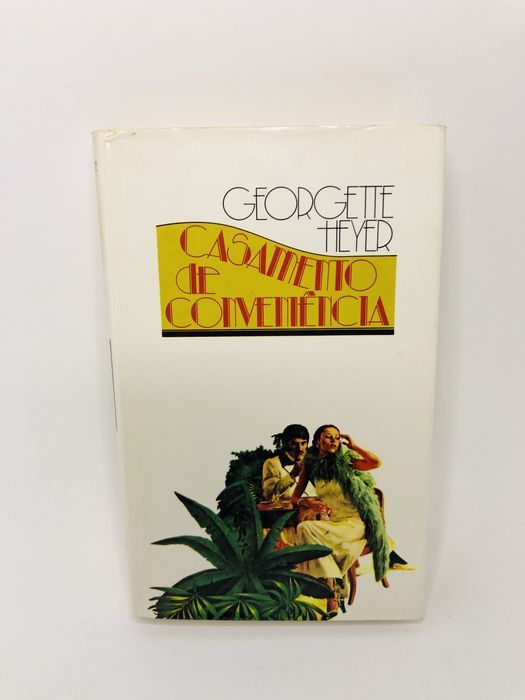 GEORGETTE
HEYER
CASAMENTO
de
CONVENIÊNCIA